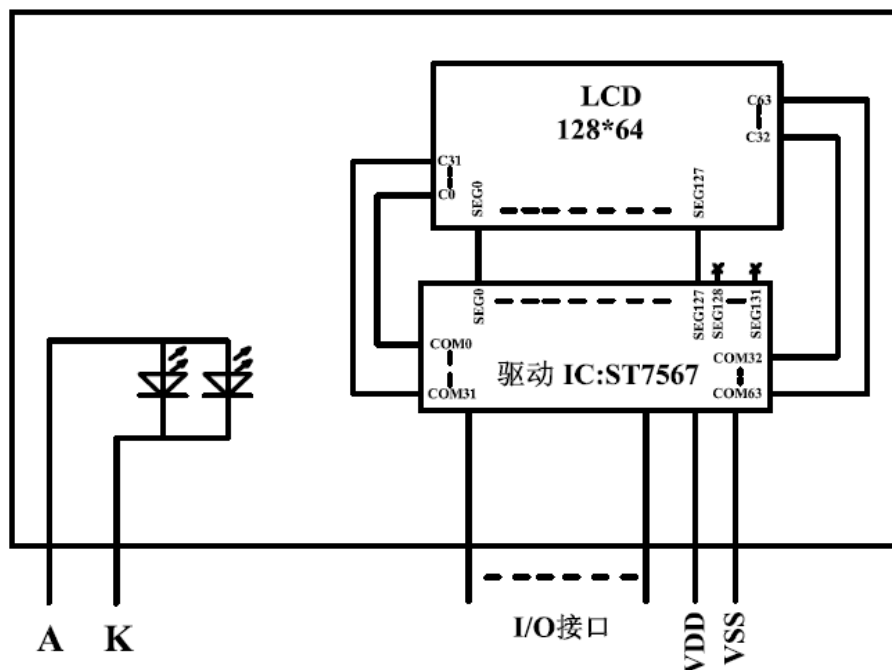 LCD
128*64
C63
C32
C31
C0
SEG0
SEG127
SEG0
SEG127
SEG128
SEG131
COM0
COM31
驱动 IC:ST7567
COM32
COM63
A
K
I/O接口
VDD
VSS